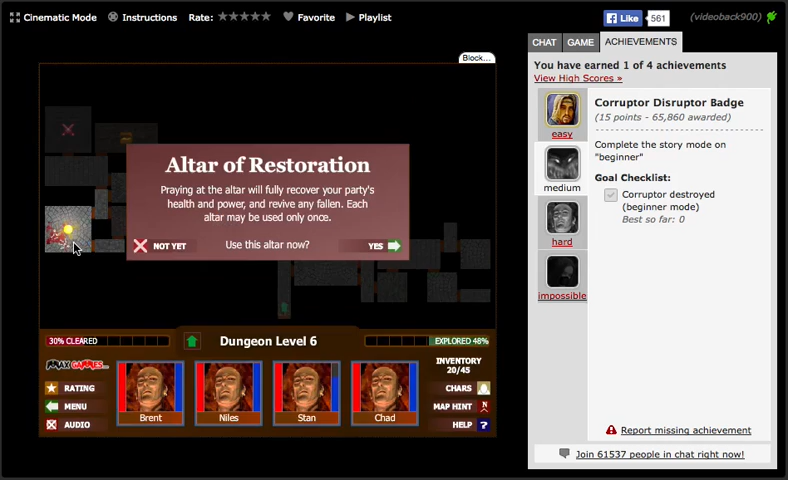 Cinematic Mode
Instructions
Rate:
Favorite
Playlist
Like
561
(videoback900)
CHAT
GAME
ACHIEVEMENTS
Block...
You have earned 1 of 4 achievements
View High Scores »
easy
medium
hard
impossible
Corruptor Disruptor Badge
(15 points - 65,860 awarded)
Complete the story mode on
"beginner"
Goal Checklist:
Corruptor destroyed
(beginner mode)
Best so far: 0
Altar of Restoration
Praying at the altar will fully recover your party's
health and power, and revive any fallen. Each
altar may be used only once.
NOT YET
Use this altar now?
YES
30% CLEARED
Dungeon Level 6
EXPLORED 48%
MAX GAMES
RATING
MENU
AUDIO
Brent
Niles
Stan
Chad
INVENTORY
20/45
CHARS
MAP HINT
HELP
?
Report missing achievement
Join 61537 people in chat right now!